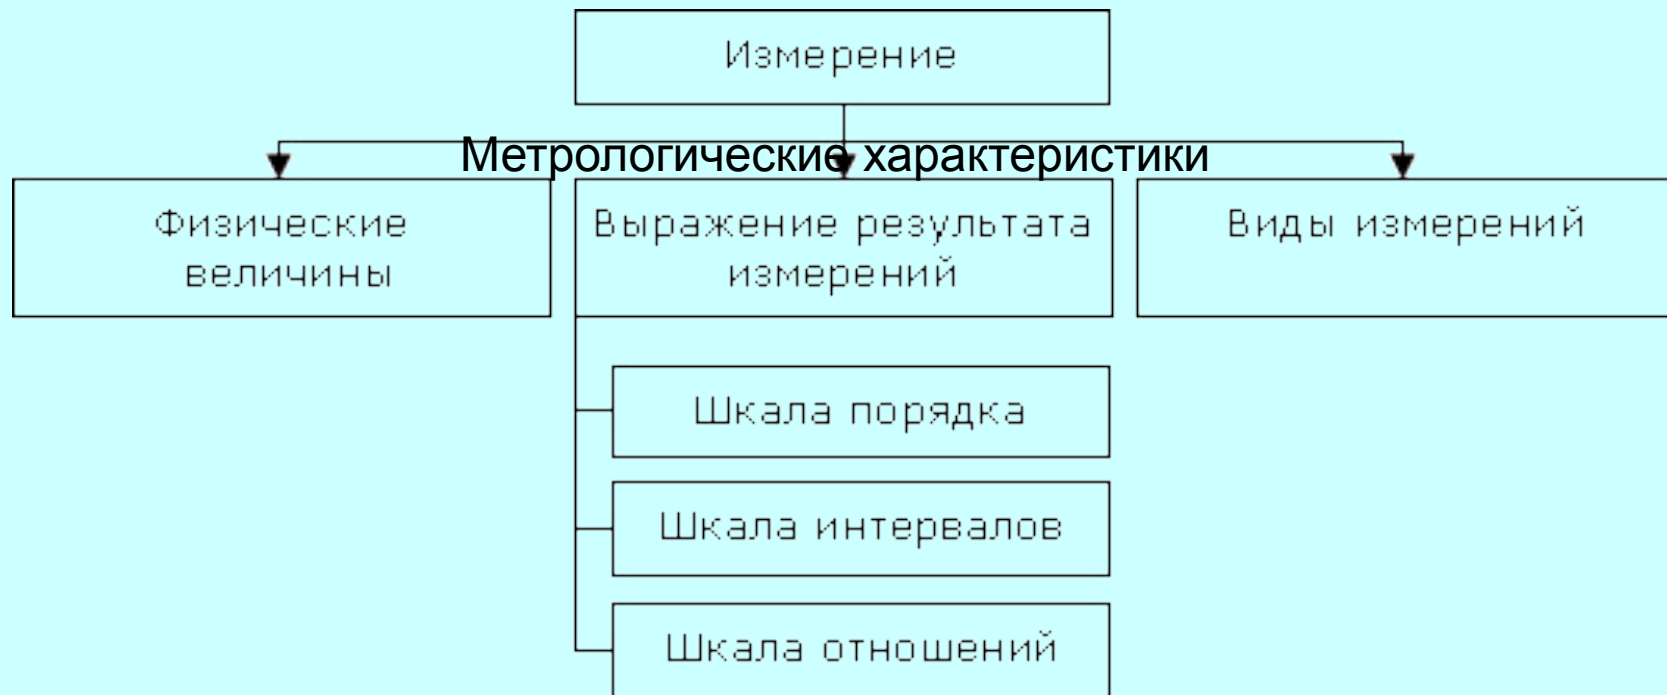 Измерение
Метрологические характеристики
Физические
величины
Выражение результата
измерений
Виды измерений
Шкала порядка
Шкала интервалов
Шкала отношений